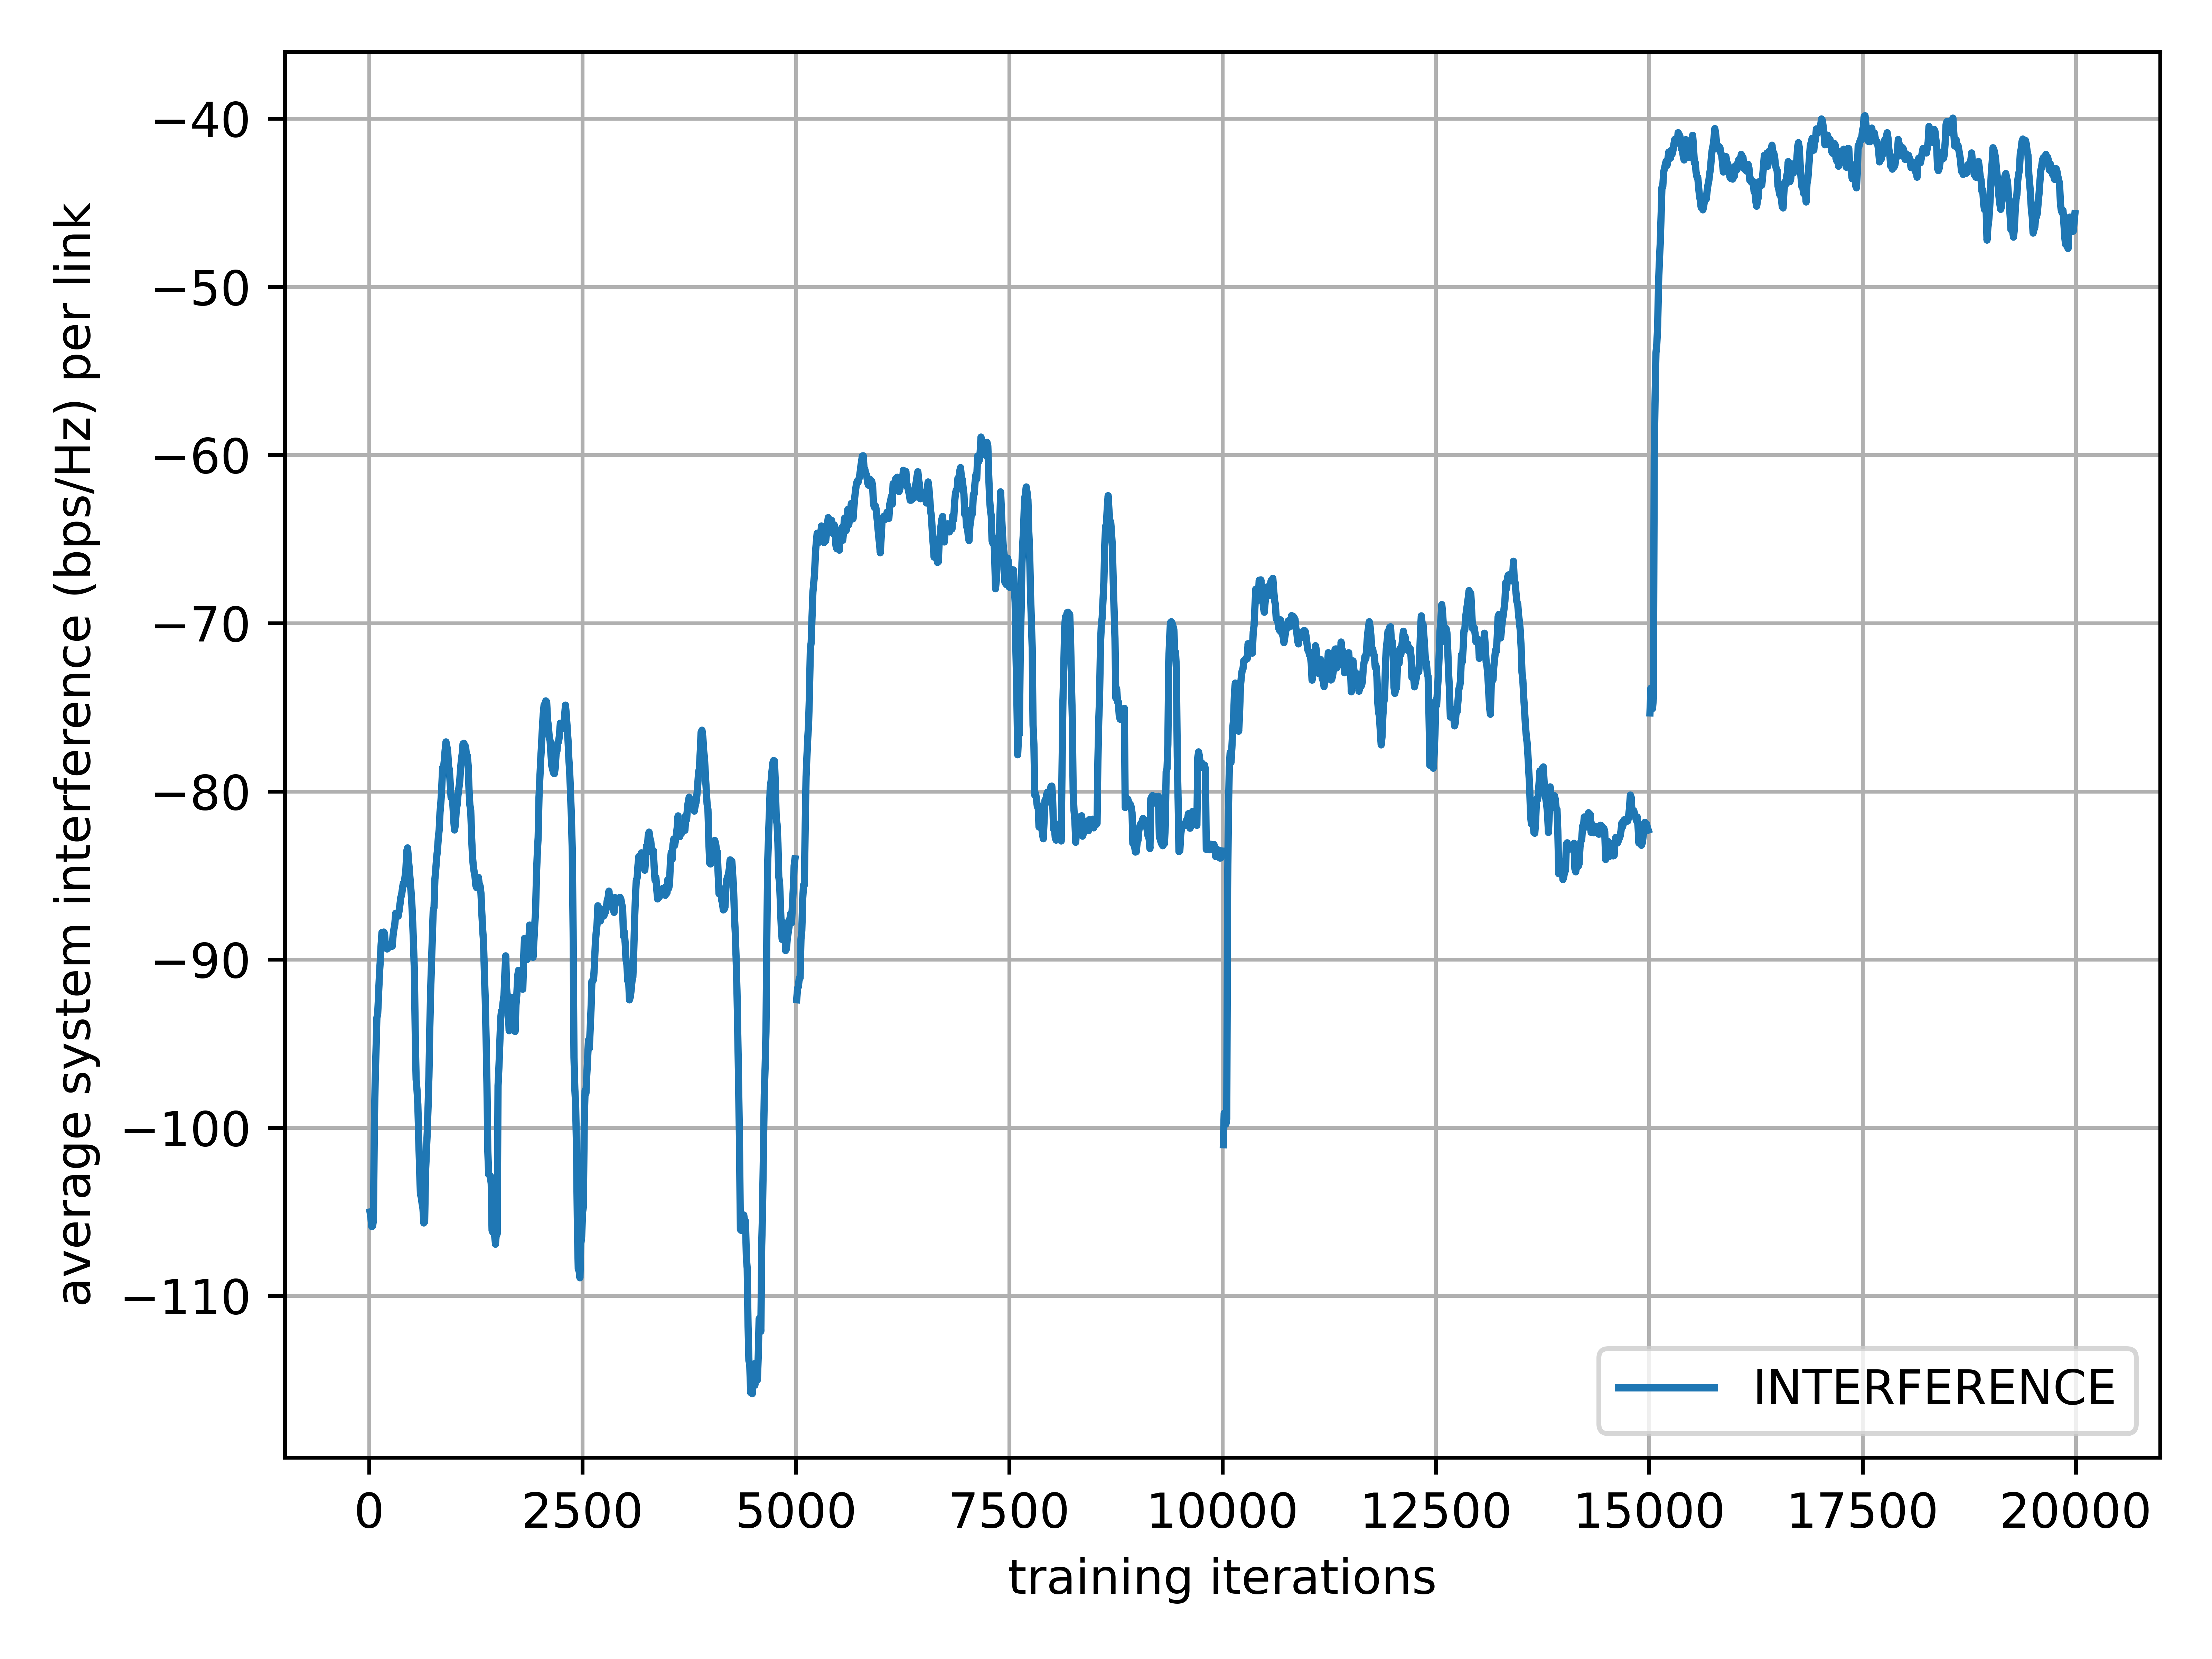 average system interference (bps/Hz) per link
−40
−50
−60
−70
−80
−90
−100
−110
INTERFERENCE
0 2500 5000 7500 10000 12500 15000 17500 20000
training iterations